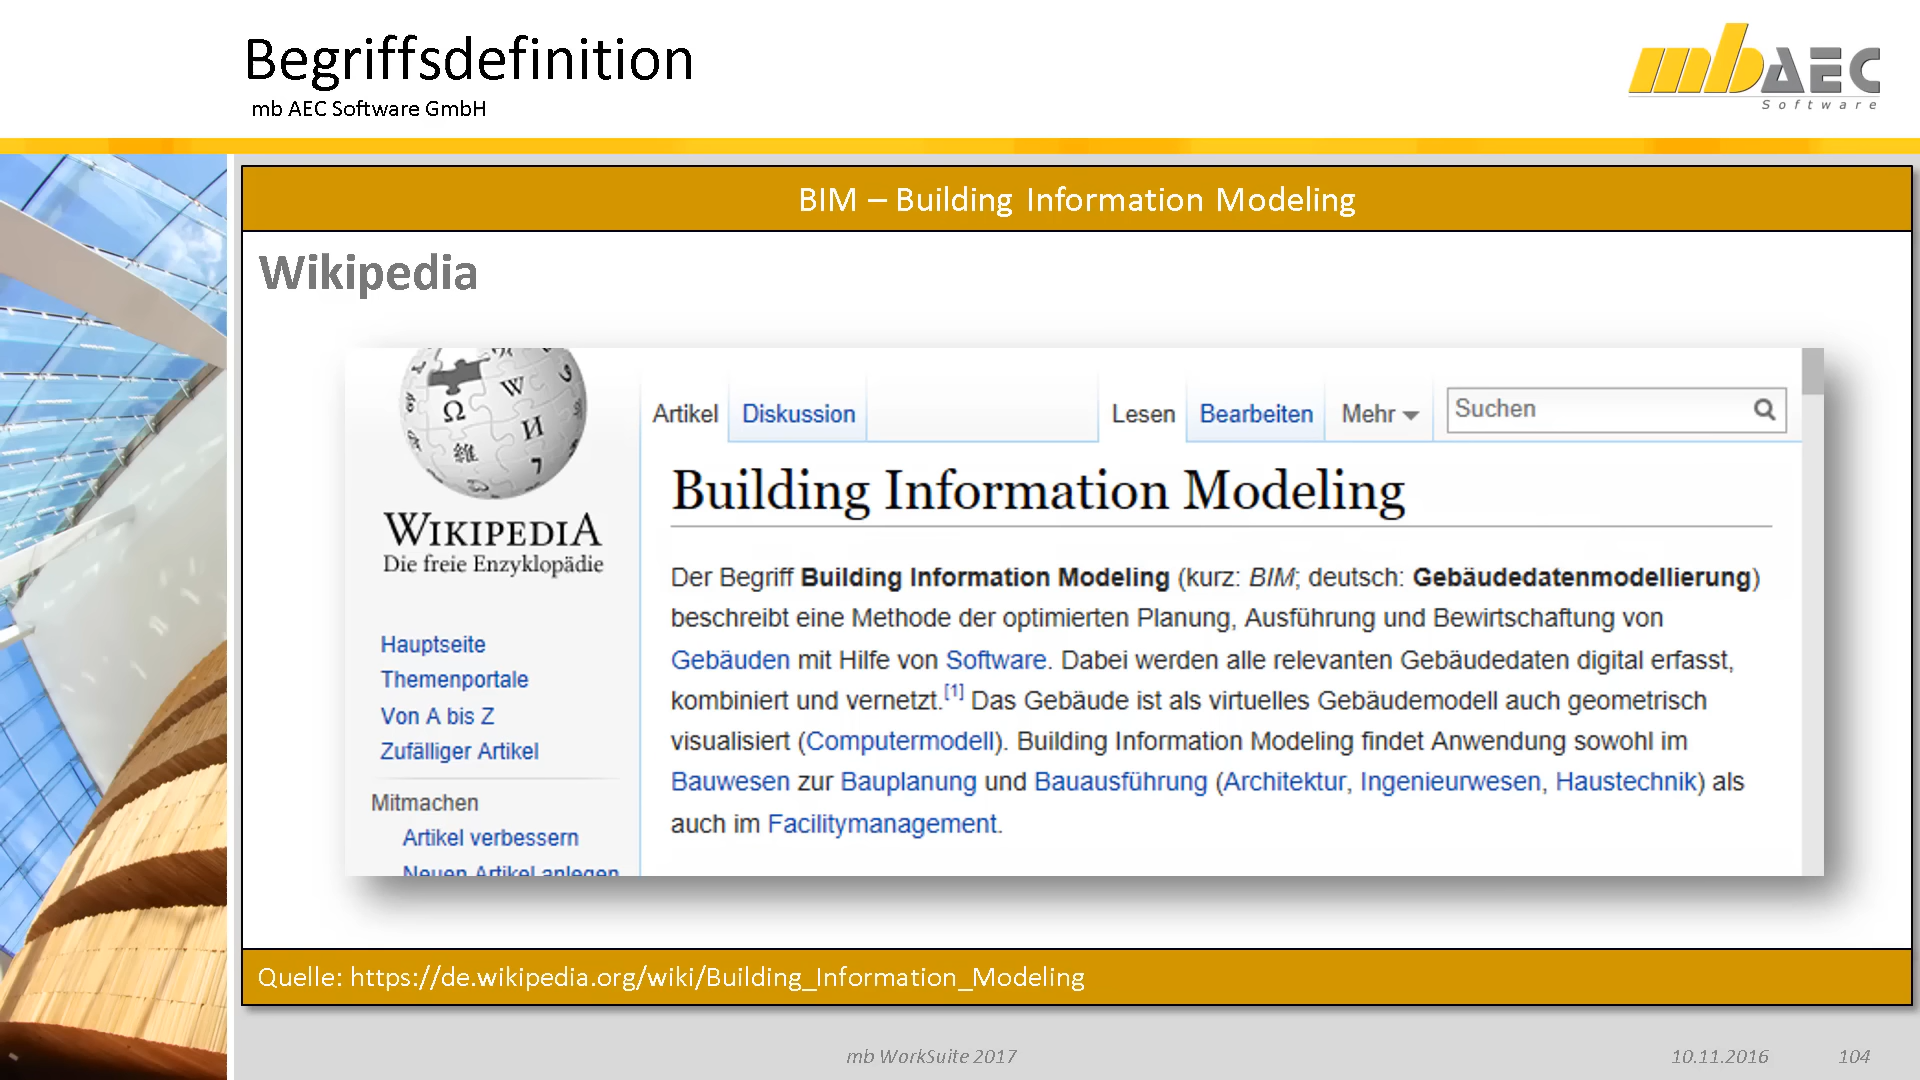 Begriffsdefinition
mb AEC Software GmbH
mb AEC
Software
BIM – Building Information Modeling
Wikipedia
Ω W И 維 7
WIKIPEDIA
Die freie Enzyklopädie
Hauptseite
Themenportale
Von A bis Z
Zufälliger Artikel
Mitmachen
Artikel verbessern
Neuen Artikel anlegen
Artikel Diskussion Lesen Bearbeiten Mehr Suchen
Building Information Modeling
Der Begriff Building Information Modeling (kurz: BIM; deutsch: Gebäudedatenmodellierung)
beschreibt eine Methode der optimierten Planung, Ausführung und Bewirtschaftung von
Gebäuden mit Hilfe von Software. Dabei werden alle relevanten Gebäudedaten digital erfasst,
kombiniert und vernetzt.[1] Das Gebäude ist als virtuelles Gebäudemodell auch geometrisch
visualisiert (Computermodell). Building Information Modeling findet Anwendung sowohl im
Bauwesen zur Bauplanung und Bauausführung (Architektur, Ingenieurwesen, Haustechnik) als
auch im Facilitymanagement.
Quelle: https://de.wikipedia.org/wiki/Building_Information_Modeling
mb WorkSuite 2017 10.11.2016 104